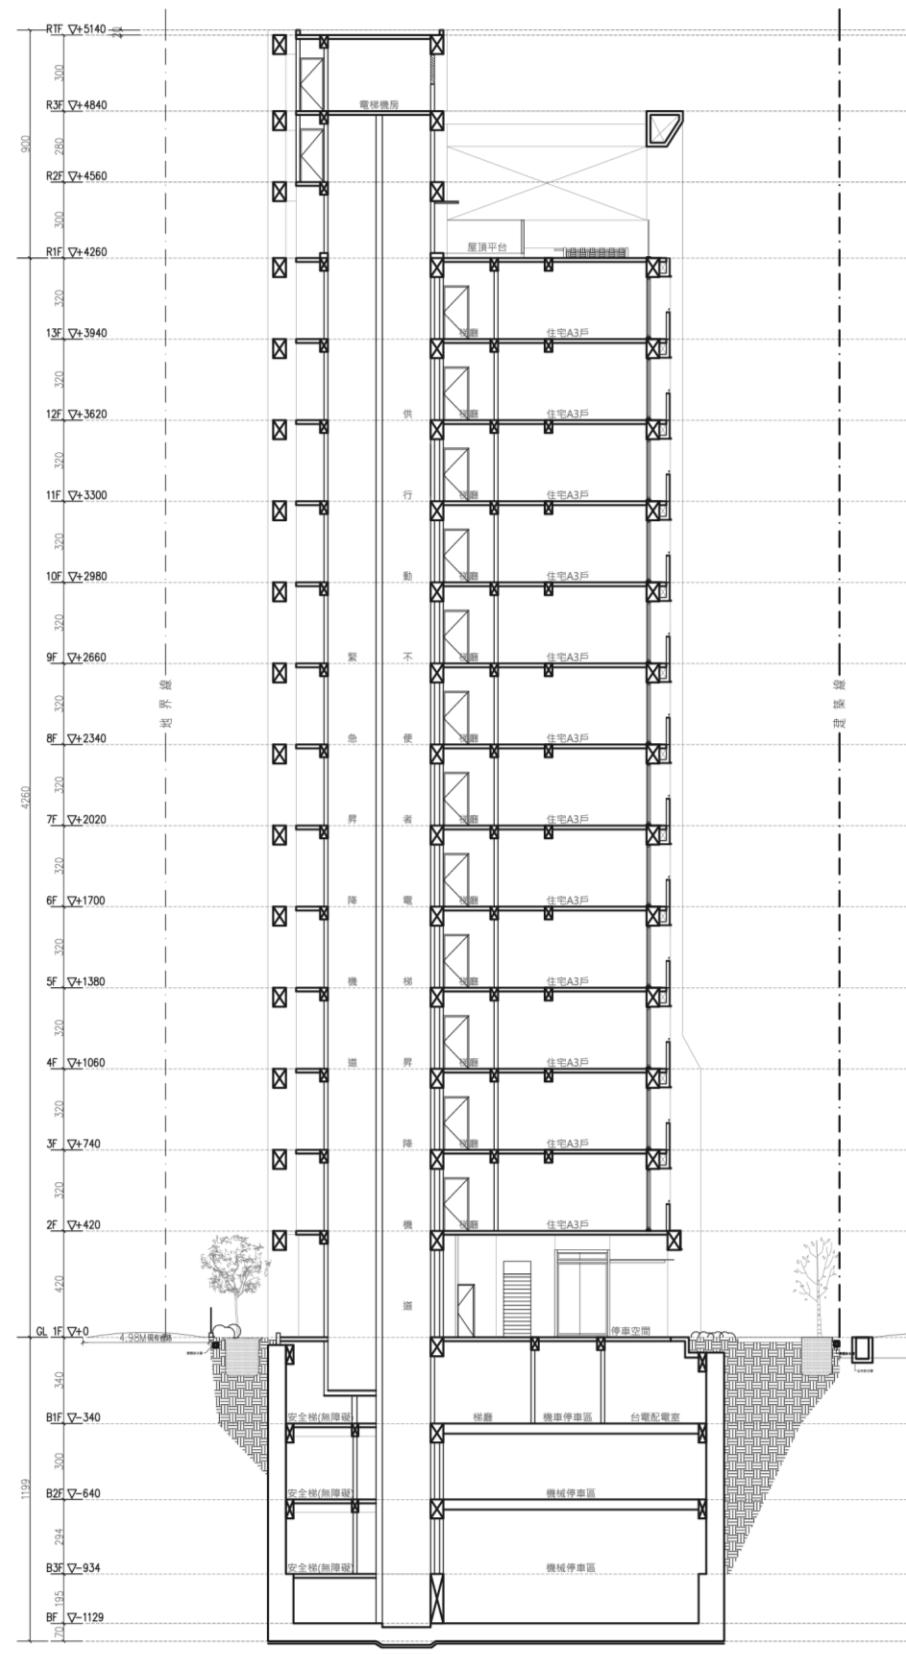 RTF ▽+5140
20
300
電梯機房
R3F ▽+4840
900
280
R2F ▽+4560
300
屋頂平台
R1F ▽+4260
320
13F ▽+3940 梯廳 住宅A3戶
320
12F ▽+3620 供 梯廳 住宅A3戶
320
11F ▽+3300 行 梯廳 住宅A3戶
320
10F ▽+2980 動 梯廳 住宅A3戶
320
9F ▽+2660 緊 不 梯廳 住宅A3戶
地界線
建築線
320
8F ▽+2340 急 便 梯廳 住宅A3戶
320
4260
7F ▽+2020 昇 者 梯廳 住宅A3戶
320
6F ▽+1700 降 電 梯廳 住宅A3戶
320
5F ▽+1380 機 梯 梯廳 住宅A3戶
320
4F ▽+1060 道 昇 梯廳 住宅A3戶
320
3F ▽+740 降 梯廳 住宅A3戶
320
2F ▽+420 機 梯廳 住宅A3戶
420
道
GL 1F ▽+0 停車空間
4.98M
340
B1F ▽-340 安全梯(無障礙) 梯廳 機車停車區 台電配電室
300
1199
B2F ▽-640 安全梯(無障礙) 機械停車區
294
B3F ▽-934 安全梯(無障礙) 機械停車區
195
BF ▽-1129
70